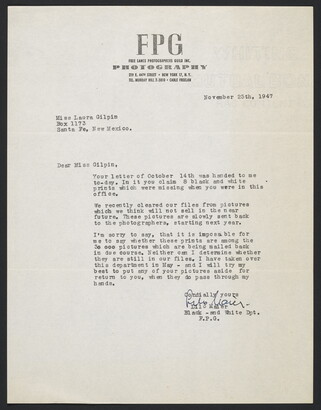 FPG
FREE LANCE PHOTOGRAPHERS GUILD INC.
PHOTOGRAPHY
NEW YORK 17, N.Y.
TEL: MURRAY HILL
November 25th, 1947
Miss Laura Gilpin
Box 1173
Santa Fe, New Mexico.
Dear Miss Gilpin,
Your letter of October 14th was handed to me
to-day. In it you claim 8 black and white
prints which were missing when you were in this
office.
We recently cleared our files from pictures
which we think will not sell in the near
future. These pictures are slowly sent back
to the photographers, starting next year.
I'm sorry to say, that it is impossible for
me to say whether these prints are among the
30 000 pictures which are being mailed back
in due course. Neither can I determine whether
they are still in our files. I have taken over
this department in May - and I will try my
best to put any of your pictures aside for
return to you, when they do pass through my
hands.
Cordially yours
Black - and White Dpt.
F.P.G.